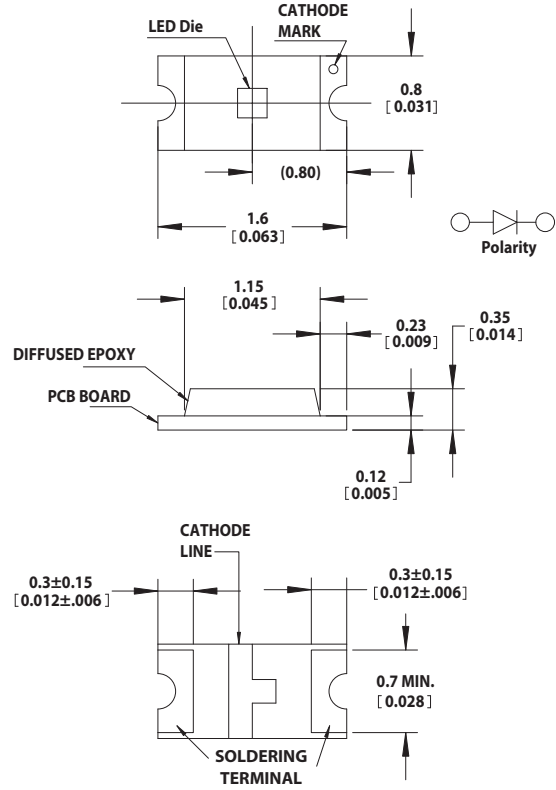 CATHODE
MARK
LED Die
0.8
[0.031]
(0.80)
1.6
[0.063]
Polarity
1.15
[0.045]
0.23
[0.009]
0.35
[0.014]
DIFFUSED EPOXY
PCB BOARD
0.12
[0.005]
CATHODE
LINE
0.3±0.15
[0.012±.006]
0.3±0.15
[0.012±.006]
0.7 MIN.
[0.028]
SOLDERING
TERMINAL